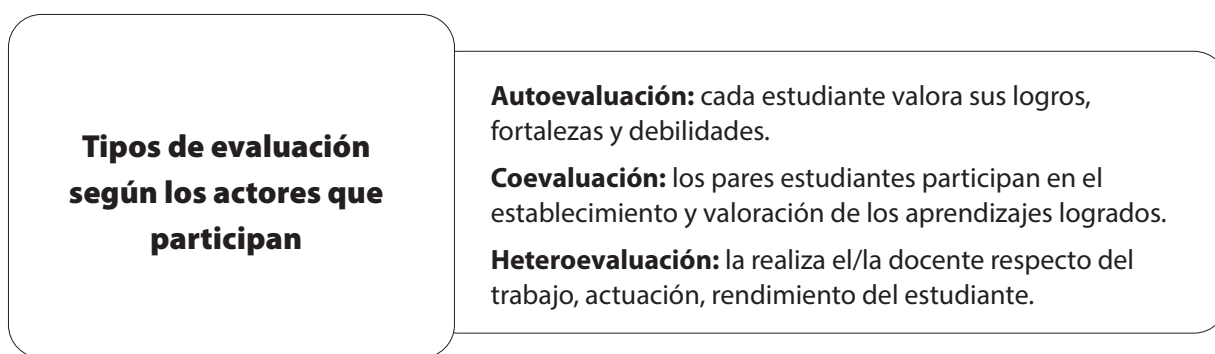 Tipos de evaluación
según los actores que
participan
Autoevaluación: cada estudiante valora sus logros,
fortalezas y debilidades.
Coevaluación: los pares estudiantes participan en el
establecimiento y valoración de los aprendizajes logrados.
Heteroevaluación: la realiza el/la docente respecto del
trabajo, actuación, rendimiento del estudiante.